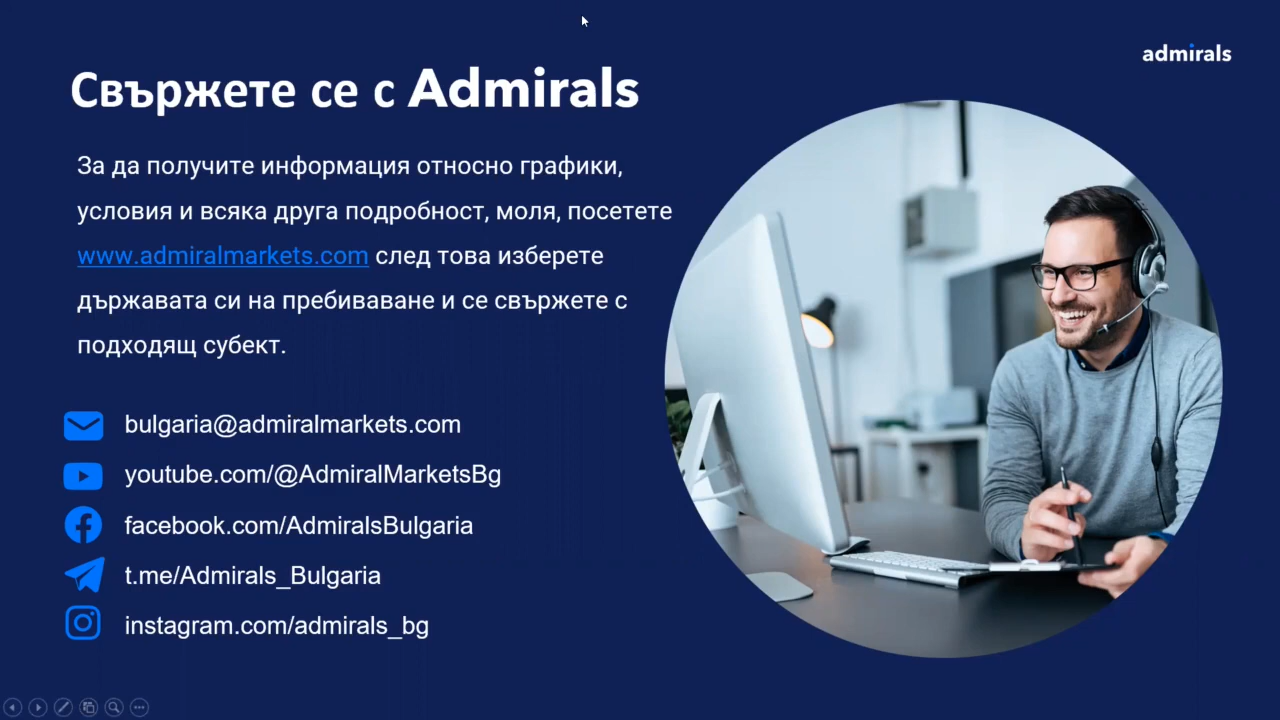 admirals
Свържете се с Admirals
За да получите информация относно графики,
условия и всяка друга подробност, моля, посетете
www.admiralmarkets.com след това изберете
държавата си на пребиваване и се свържете с
подходящ субект.
bulgaria@admiralmarkets.com
youtube.com/@AdmiralMarketsBg
facebook.com/AdmiralsBulgaria
t.me/Admirals_Bulgaria
instagram.com/admirals_bg